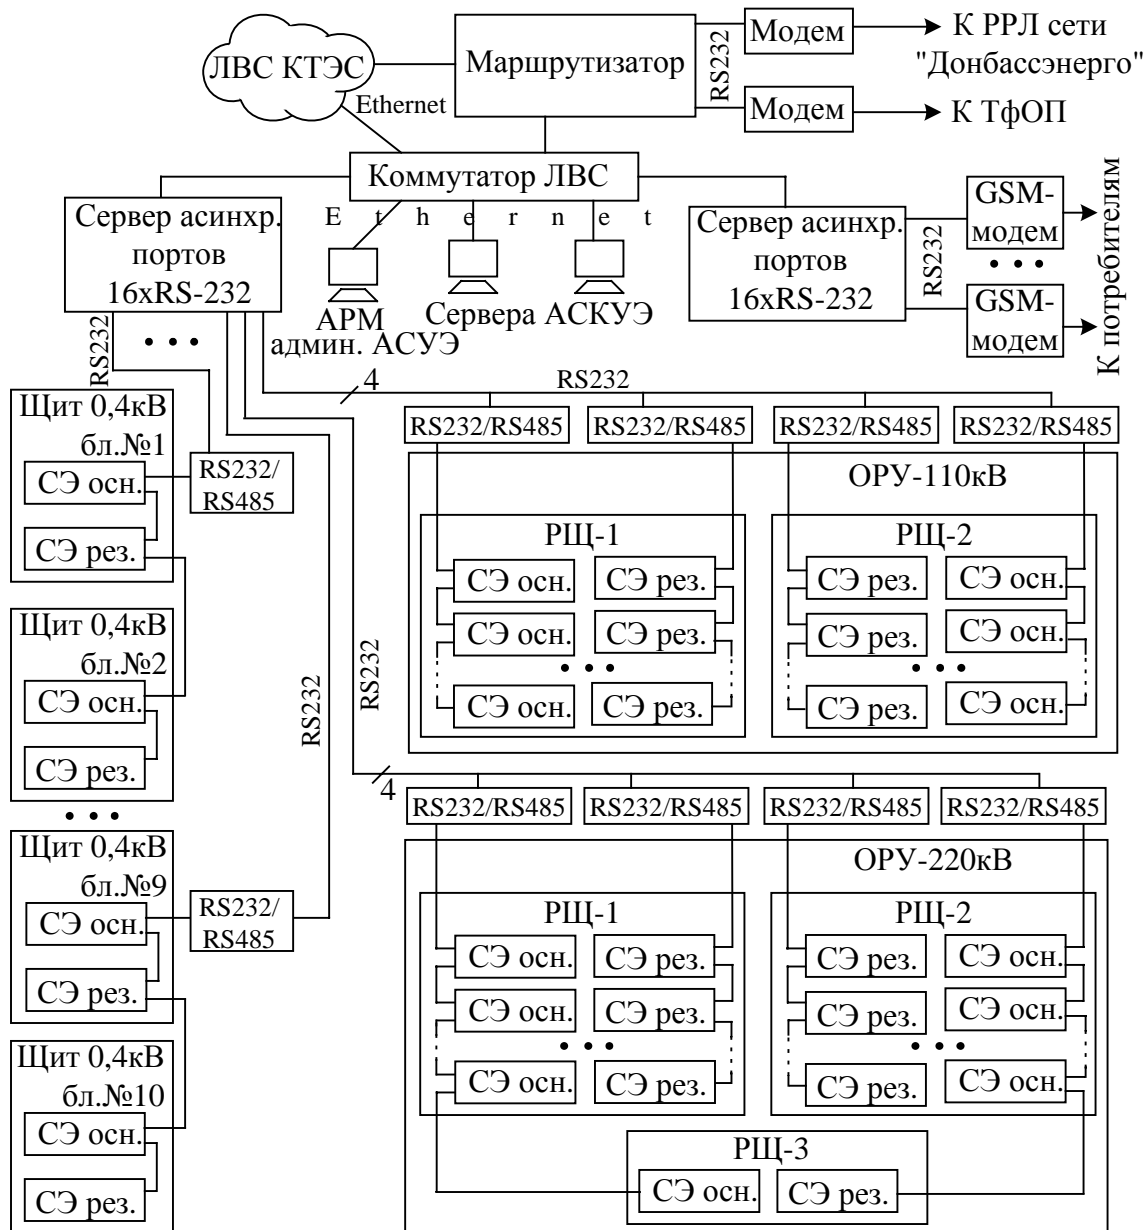 ЛВС КТЭС
Ethernet
Маршрутизатор
RS232
Модем
К РРЛ сети
"Донбассэнерго"
Модем
К ТфОП
Коммутатор ЛВС
E t h e r n e t
Сервер асинхр.
портов
16xRS-232
АРМ
админ. АСУЭ
Сервера АСКУЭ
Сервер асинхр.
портов
16xRS-232
RS232
GSM-
модем
GSM-
модем
К потребителям
RS232
4
RS232
RS232
RS232
Щит 0,4кВ
бл.№1
СЭ осн.
СЭ рез.
RS232/
RS485
Щит 0,4кВ
бл.№2
СЭ осн.
СЭ рез.
Щит 0,4кВ
бл.№9
СЭ осн.
СЭ рез.
RS232/
RS485
Щит 0,4кВ
бл.№10
СЭ осн.
СЭ рез.
RS232/RS485
RS232/RS485
RS232/RS485
RS232/RS485
ОРУ-110кВ
РЩ-1
СЭ осн.
СЭ рез.
СЭ осн.
СЭ рез.
СЭ осн.
СЭ рез.
РЩ-2
СЭ рез.
СЭ осн.
СЭ рез.
СЭ осн.
СЭ рез.
СЭ осн.
4
RS232/RS485
RS232/RS485
RS232/RS485
RS232/RS485
ОРУ-220кВ
РЩ-1
СЭ осн.
СЭ рез.
СЭ осн.
СЭ рез.
СЭ осн.
СЭ рез.
РЩ-2
СЭ рез.
СЭ осн.
СЭ рез.
СЭ осн.
СЭ рез.
СЭ осн.
РЩ-3
СЭ осн.
СЭ рез.